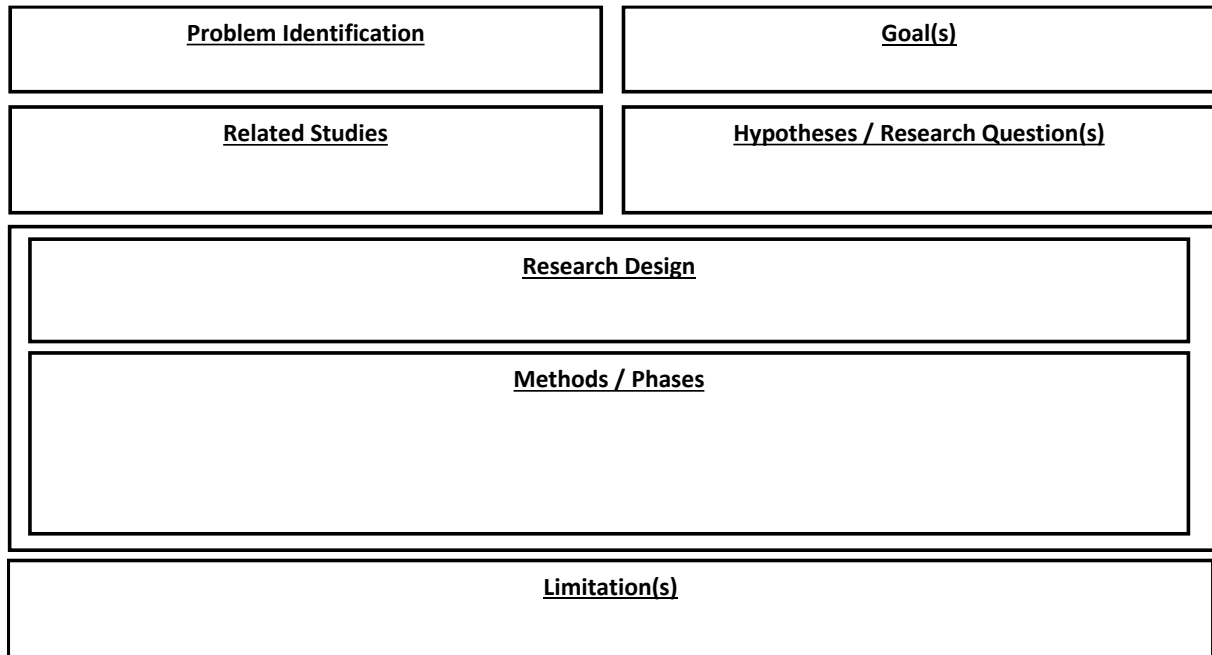 Problem Identification
Goal(s)
Related Studies
Hypotheses / Research Question(s)
Research Design
Methods / Phases
Limitation(s)